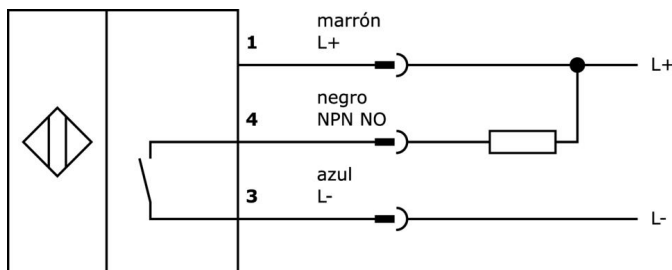 marrón
1 L+
L+
negro
4 NPN NO
azul
3 L-
L-